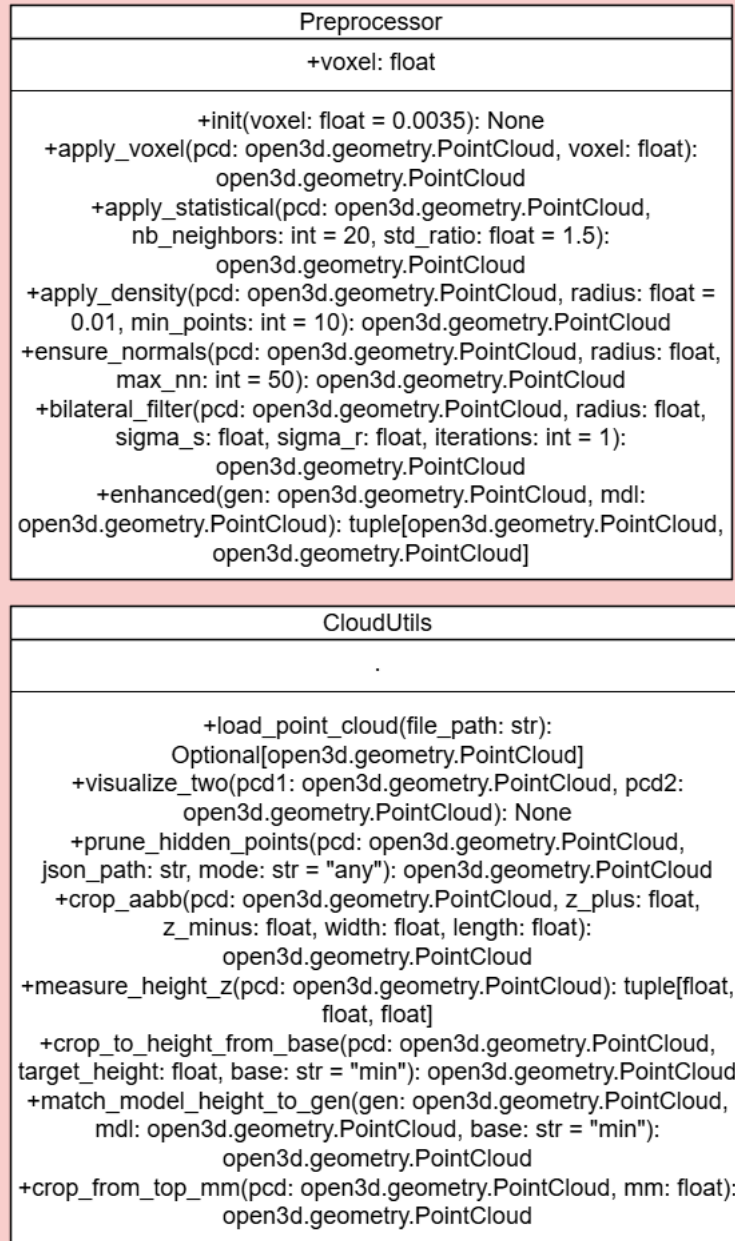 Preprocessor
+voxel: float
+init(voxel: float = 0.0035): None
+apply_voxel(pcd: open3d.geometry.PointCloud, voxel: float):
open3d.geometry.PointCloud
+apply_statistical(pcd: open3d.geometry.PointCloud,
nb_neighbors: int = 20, std_ratio: float = 1.5):
open3d.geometry.PointCloud
+apply_density(pcd: open3d.geometry.PointCloud, radius: float =
0.01, min_points: int = 10): open3d.geometry.PointCloud
+ensure_normals(pcd: open3d.geometry.PointCloud, radius: float,
max_nn: int = 50): open3d.geometry.PointCloud
+bilateral_filter(pcd: open3d.geometry.PointCloud, radius: float,
sigma_s: float, sigma_r: float, iterations: int = 1):
open3d.geometry.PointCloud
+enhanced(gen: open3d.geometry.PointCloud, mdl:
open3d.geometry.PointCloud): tuple[open3d.geometry.PointCloud,
open3d.geometry.PointCloud]
CloudUtils
.
+load_point_cloud(file_path: str):
Optional[open3d.geometry.PointCloud]
+visualize_two(pcd1: open3d.geometry.PointCloud, pcd2:
open3d.geometry.PointCloud): None
+prune_hidden_points(pcd: open3d.geometry.PointCloud,
json_path: str, mode: str = "any"): open3d.geometry.PointCloud
+crop_aabb(pcd: open3d.geometry.PointCloud, z_plus: float,
z_minus: float, width: float, length: float):
open3d.geometry.PointCloud
+measure_height_z(pcd: open3d.geometry.PointCloud): tuple[float,
float, float]
+crop_to_height_from_base(pcd: open3d.geometry.PointCloud,
target_height: float, base: str = "min"): open3d.geometry.PointCloud
+match_model_height_to_gen(gen: open3d.geometry.PointCloud,
mdl: open3d.geometry.PointCloud, base: str = "min"):
open3d.geometry.PointCloud
+crop_from_top_mm(pcd: open3d.geometry.PointCloud, mm: float):
open3d.geometry.PointCloud